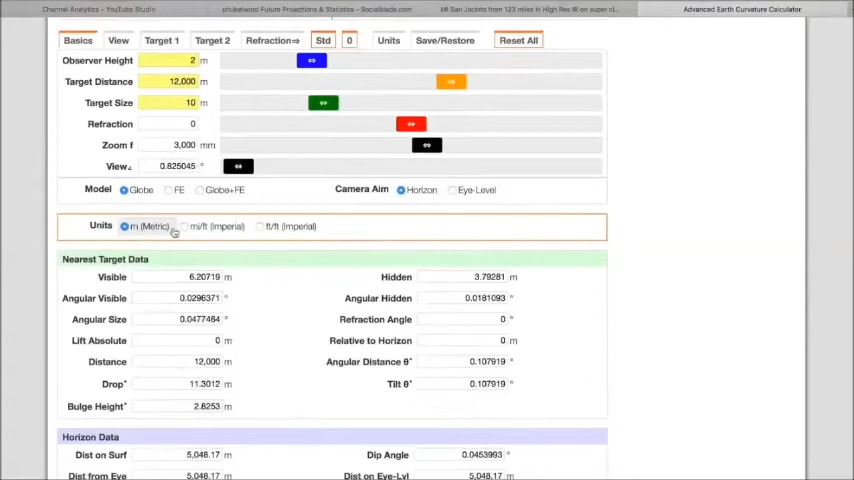 Channel Analytics - YouTube Studio phuketword Future Projections & Statistics - Socialblade.com Mt San Jacinto from 123 miles in High Res IR on super cl... Advanced Earth Curvature Calculator
Basics View Target 1 Target 2 Refraction⇒ Std 0 Units Save/Restore Reset All
Observer Height 2 m
Target Distance 12,000 m
Target Size 10 m
Refraction 0
Zoom f 3,000 mm
View∠ 0.825045 °
Model Globe FE Globe+FE Camera Aim Horizon Eye-Level
Units m (Metric) mi/ft (Imperial) ft/ft (Imperial)
Nearest Target Data
Visible 6.20719 m Hidden 3.79281 m
Angular Visible 0.0296371 ° Angular Hidden 0.0181093 °
Angular Size 0.0477464 ° Refraction Angle 0 °
Lift Absolute 0 m Relative to Horizon 0 m
Distance 12,000 m Angular Distance θ* 0.107919 °
Drop* 11.3012 m Tilt θ* 0.107919 °
Bulge Height* 2.8253 m
Horizon Data
Dist on Surf 5,048.17 m Dip Angle 0.0453993 °
Dist from Eye 5,048.17 m Dist on Eye-Lvl 5,048.17 m